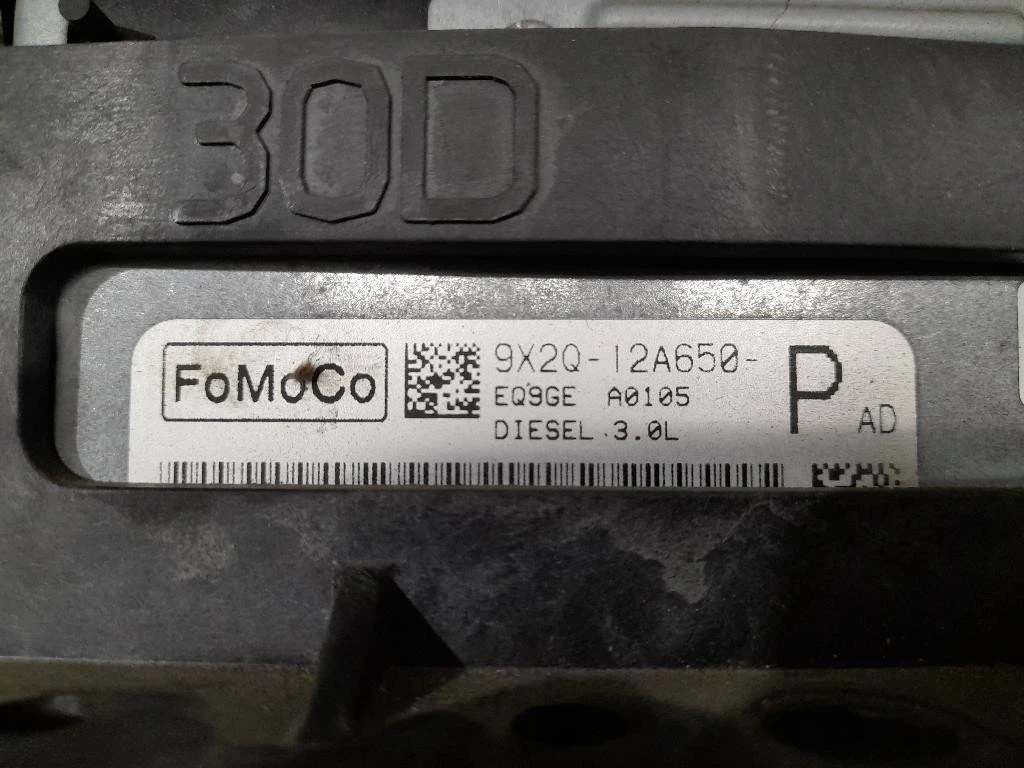 30D
FoMoCo
9X2Q-12A650-
EQ9GE A0105
DIESEL 3.0L
P
AD